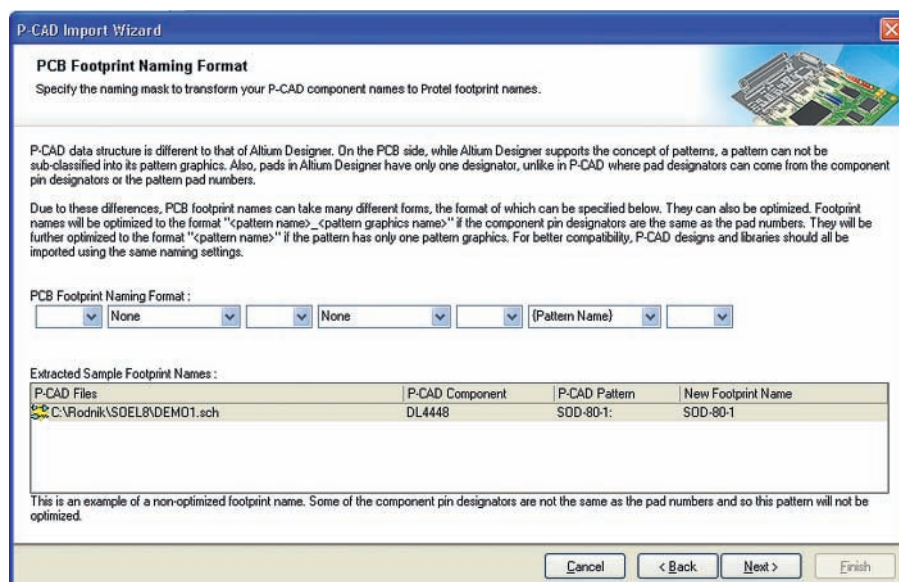 P-CAD Import Wizard
PCB Footprint Naming Format
Specify the naming mask to transform your P-CAD component names to Protel footprint names.
P-CAD data structure is different to that of Altium Designer. On the PCB side, while Altium Designer supports the concept of patterns, a pattern can not be
sub-classified into its pattern graphics. Also, pads in Altium Designer have only one designator, unlike in P-CAD where pad designators can come from the component
pin designators or the pattern pad numbers.
Due to these differences, PCB footprint names can take many different forms, the format of which can be specified below. They can also be optimized. Footprint
names will be optimized to the format "<pattern name>_<pattern graphics name>" if the component pin designators are the same as the pad numbers. They will be
further optimized to the format "<pattern name>" if the pattern has only one pattern graphics. For better compatibility, P-CAD designs and libraries should all be
imported using the same naming settings.
PCB Footprint Naming Format :
None None {Pattern Name}
Extracted Sample Footprint Names :
P-CAD Files P-CAD Component P-CAD Pattern New Footprint Name
C:\Rodnik\SOEL8\DEMO1.sch DL4448 SOD-80-1: SOD-80-1
This is an example of a non-optimized footprint name. Some of the component pin designators are not the same as the pad numbers and so this pattern will not be
optimized.
Cancel < Back Next > Finish